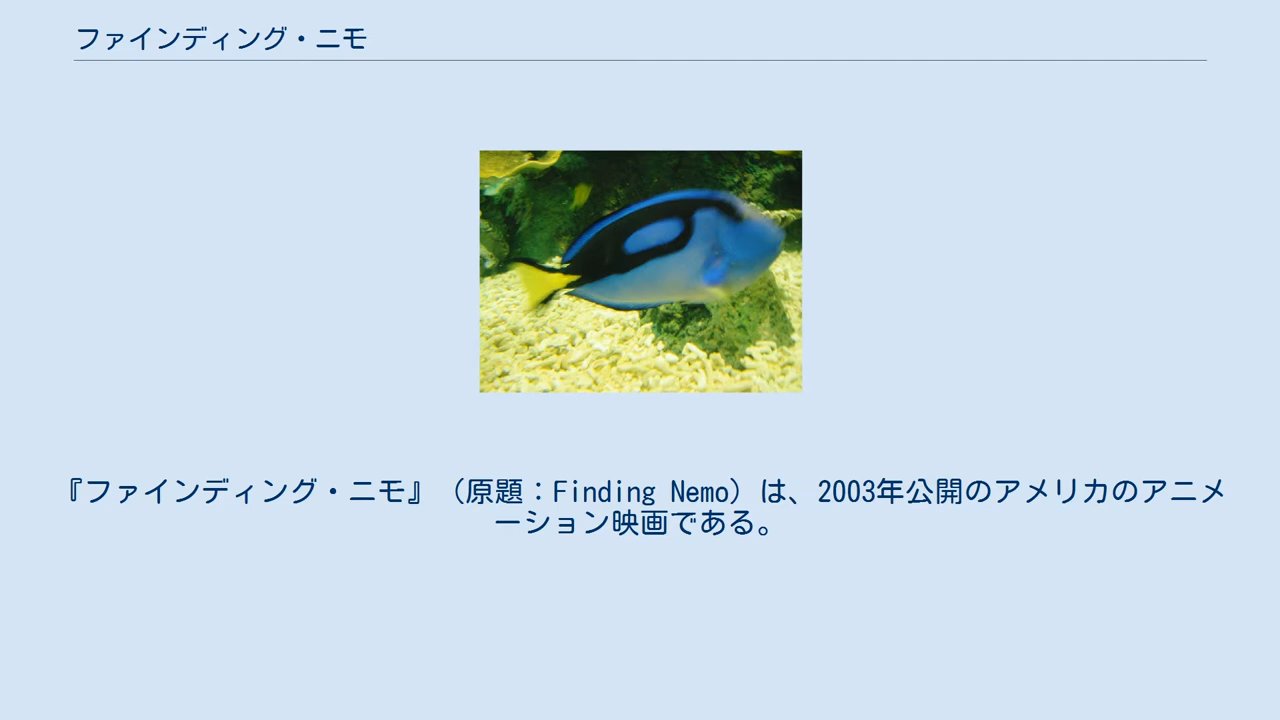 ファインディング・ニモ
『ファインディング・ニモ』（原題：Finding Nemo）は、2003年公開のアメリカのアニメ
ーション映画である。